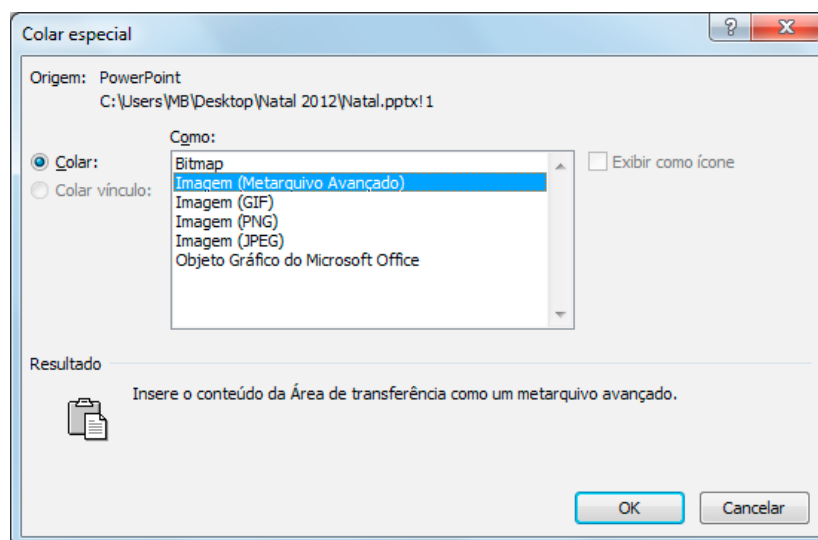 Colar especial
Origem: PowerPoint
C:\Users\MB\Desktop\Natal 2012\Natal.pptx!1
Como:
Colar:
Colar vínculo:
Bitmap
Imagem (Metarquivo Avançado)
Imagem (GIF)
Imagem (PNG)
Imagem (JPEG)
Objeto Gráfico do Microsoft Office
Exibir como ícone
Resultado
Insere o conteúdo da Área de transferência como um metarquivo avançado.
OK Cancelar